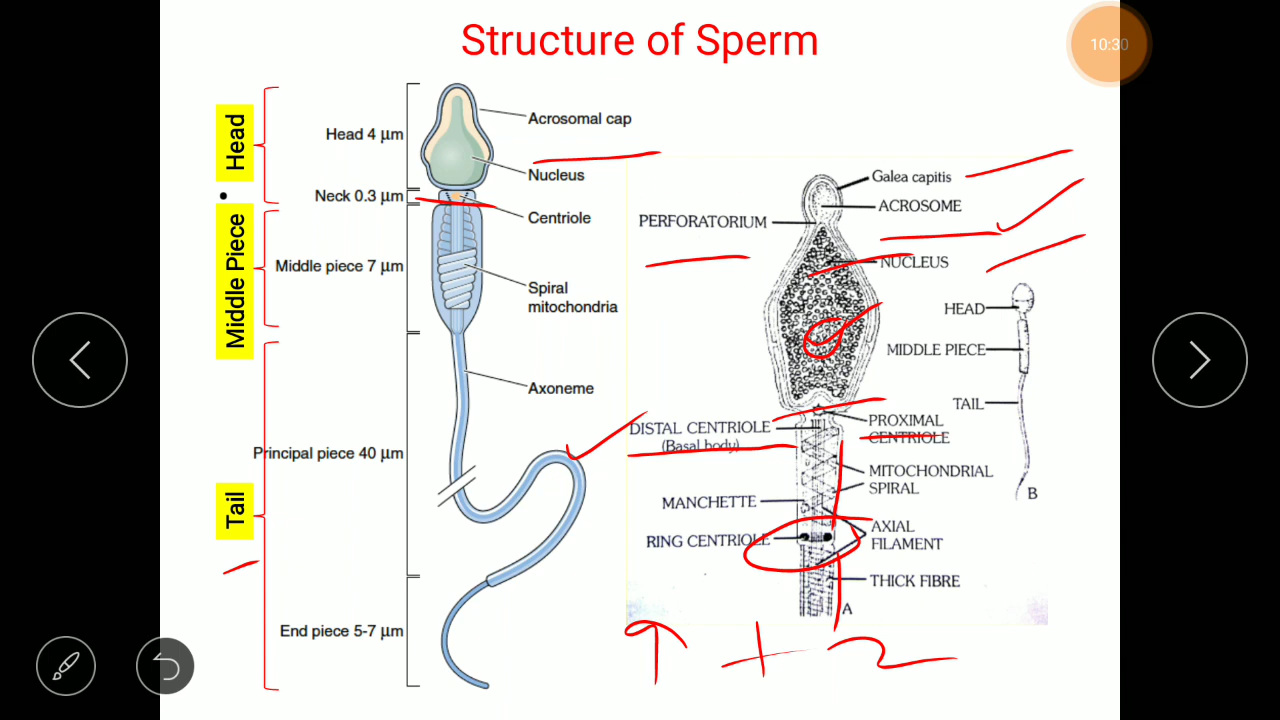 Structure of Sperm
10:30
Head
Middle Piece
Tail
Head 4 µm
Neck 0.3 µm
Middle piece 7 µm
Principal piece 40 µm
End piece 5-7 µm
Acrosomal cap
Nucleus
Centriole
Spiral
mitochondria
Axoneme
Galea capitis
ACROSOME
PERFORATORIUM
NUCLEUS
DISTAL CENTRIOLE
(Basal body)
PROXIMAL
CENTRIOLE
MITOCHONDRIAL
SPIRAL
MANCHETTE
RING CENTRIOLE
AXIAL
FILAMENT
THICK FIBRE
A
HEAD
MIDDLE PIECE
TAIL
B